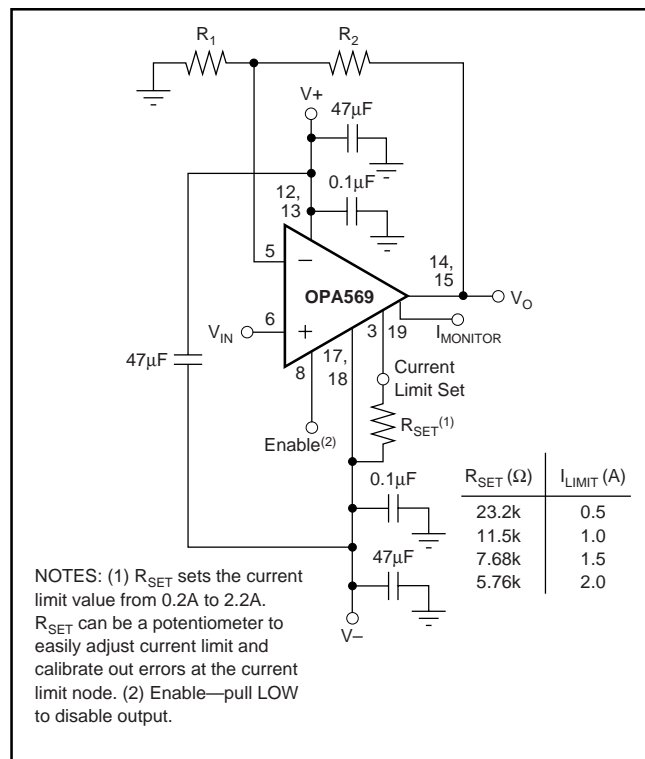 R1 R2
V+
47μF
0.1μF
12,
13
5
−
OPA569
14,
15
VO
6
VIN
+
3 19
IMONITOR
17,
18
8
47μF
Current
Limit Set
RSET(1)
Enable(2)
0.1μF
47μF
V–
RSET (Ω) ILIMIT (A)
23.2k 0.5
11.5k 1.0
7.68k 1.5
5.76k 2.0
NOTES: (1) RSET sets the current
limit value from 0.2A to 2.2A.
RSET can be a potentiometer to
easily adjust current limit and
calibrate out errors at the current
limit node. (2) Enable—pull LOW
to disable output.